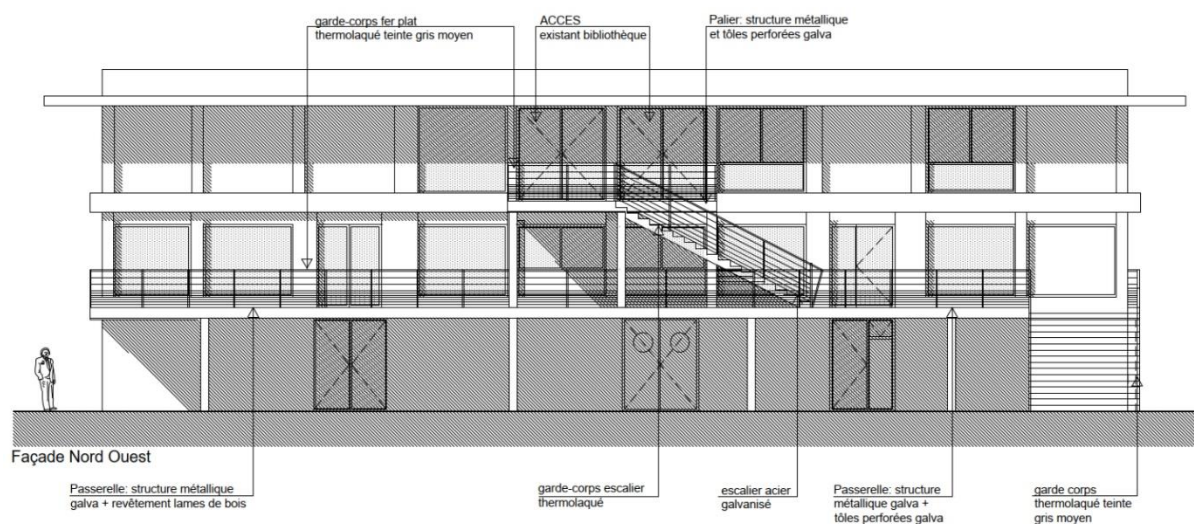 garde-corps fer plat
thermolaqué teinte gris moyen
ACCES
existant bibliothèque
Palier: structure métallique
et tôles perforées galva
Façade Nord Ouest
Passerelle: structure métallique
galva + revêtement lames de bois
garde-corps escalier
thermolaqué
escalier acier
galvanisé
Passerelle: structure
métallique galva +
tôles perforées galva
garde corps
thermolaqué teinte
gris moyen